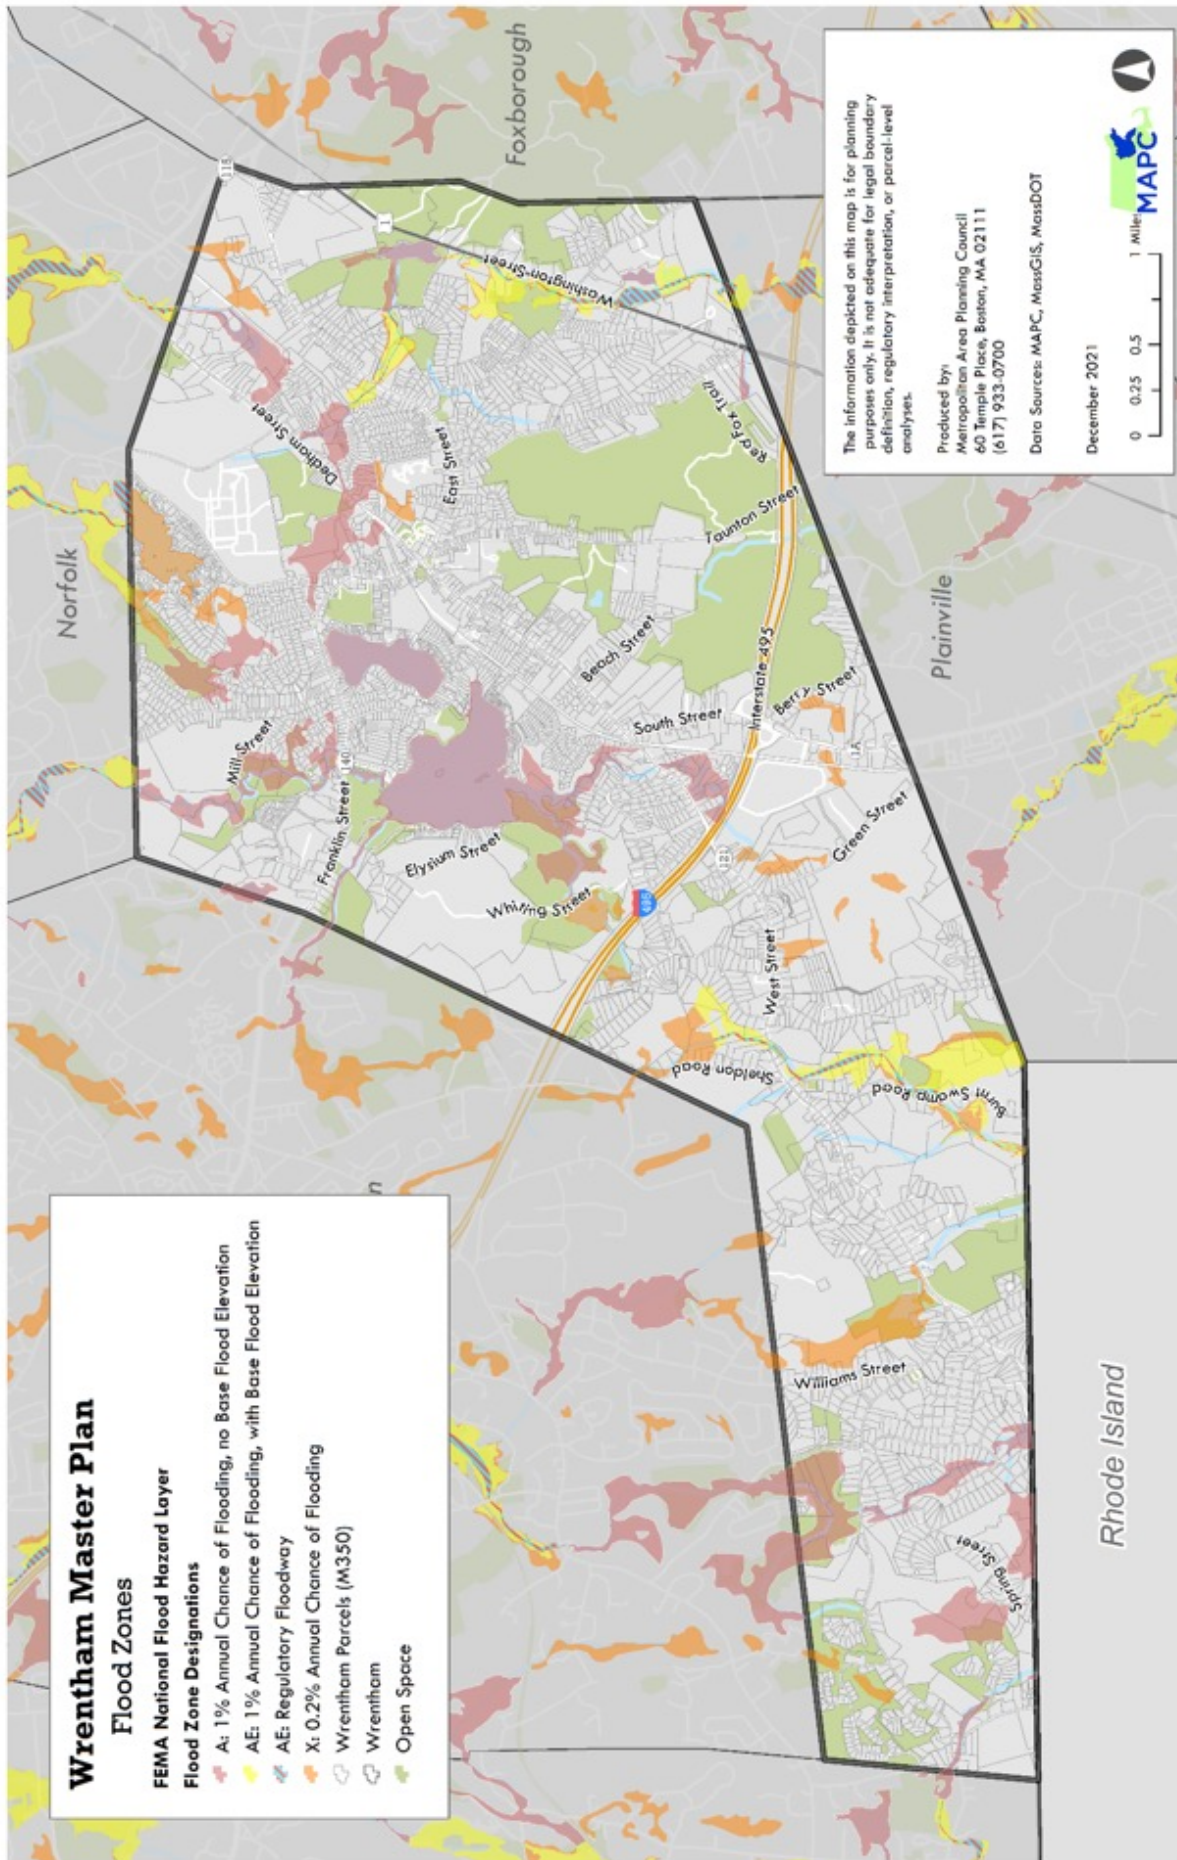 Wrentham Master Plan
Flood Zones
FEMA National Flood Hazard Layer
Flood Zone Designations
A: 1% Annual Chance of Flooding, no Base Flood Elevation
AE: 1% Annual Chance of Flooding, with Base Flood Elevation
AE: Regulatory Floodway
X: 0.2% Annual Chance of Flooding
Wrentham Parcels (M350)
Wrentham
Open Space
n
Norfolk
Foxborough
115
1
Dedham Street
Washington Street
East Street
Mill Street
140
Franklin Street
Elysium Street
Whiting Street
Beach Street
South Street
Taunton Street
Red Fox Trail
Interstate 495
Berry Street
1A
Green Street
121
495
West Street
Sheldon Road
Burnt Swamp Road
Williams Street
Spring Street
Plainville
Rhode Island
The information depicted on this map is for planning
purposes only. It is not adequate for legal boundary
definition, regulatory interpretation, or parcel-level
analyses.
Produced by:
Metropolitan Area Planning Council
60 Temple Place, Boston, MA 02111
(617) 933-0700
Data Sources: MAPC, MassGIS, MassDOT
December 2021
0 0.25 0.5 1 Miles
MAPC